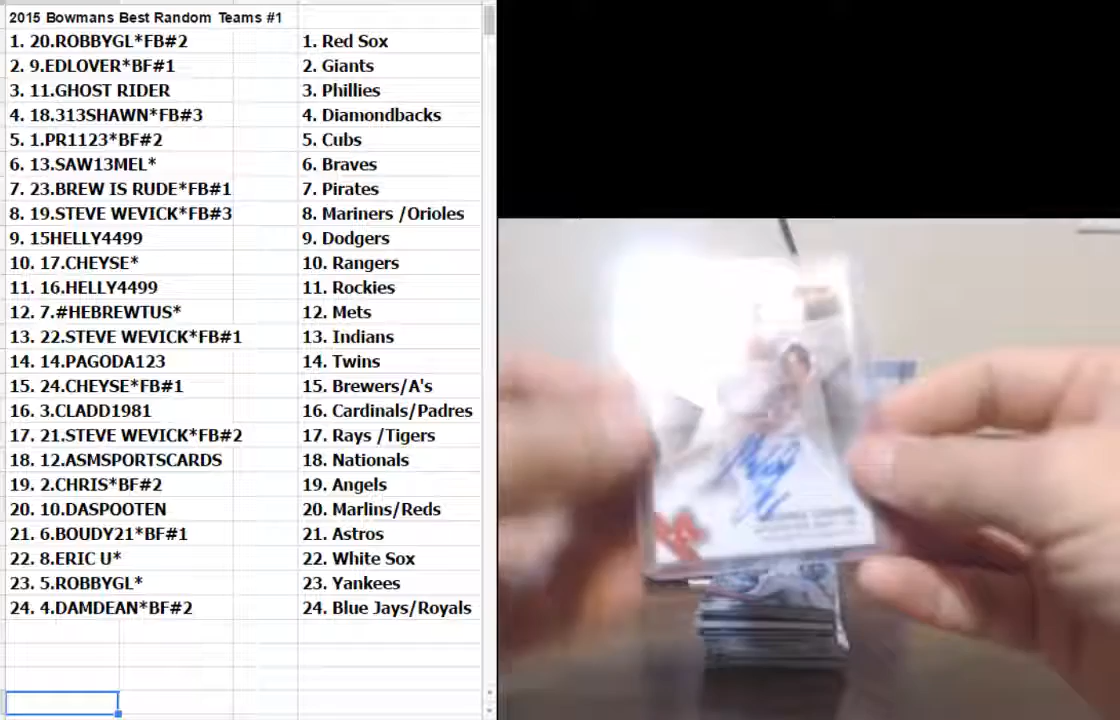 2015 Bowmans Best Random Teams #1
1. 20.ROBBYGL*FB#2 1. Red Sox
2. 9.EDLOVER*BF#1 2. Giants
3. 11.GHOST RIDER 3. Phillies
4. 18.313SHAWN*FB#3 4. Diamondbacks
5. 1.PR1123*BF#2 5. Cubs
6. 13.SAW13MEL* 6. Braves
7. 23.BREW IS RUDE*FB#1 7. Pirates
8. 19.STEVE WEVICK*FB#3 8. Mariners /Orioles
9. 15HELLY4499 9. Dodgers
10. 17.CHEYSE* 10. Rangers
11. 16.HELLY4499 11. Rockies
12. 7.#HEBREWTUS* 12. Mets
13. 22.STEVE WEVICK*FB#1 13. Indians
14. 14.PAGODA123 14. Twins
15. 24.CHEYSE*FB#1 15. Brewers/A's
16. 3.CLADD1981 16. Cardinals/Padres
17. 21.STEVE WEVICK*FB#2 17. Rays /Tigers
18. 12.ASMSPORTSCARDS 18. Nationals
19. 2.CHRIS*BF#2 19. Angels
20. 10.DASPOOTEN 20. Marlins/Reds
21. 6.BOUDY21*BF#1 21. Astros
22. 8.ERIC U* 22. White Sox
23. 5.ROBBYGL* 23. Yankees
24. 4.DAMDEAN*BF#2 24. Blue Jays/Royals